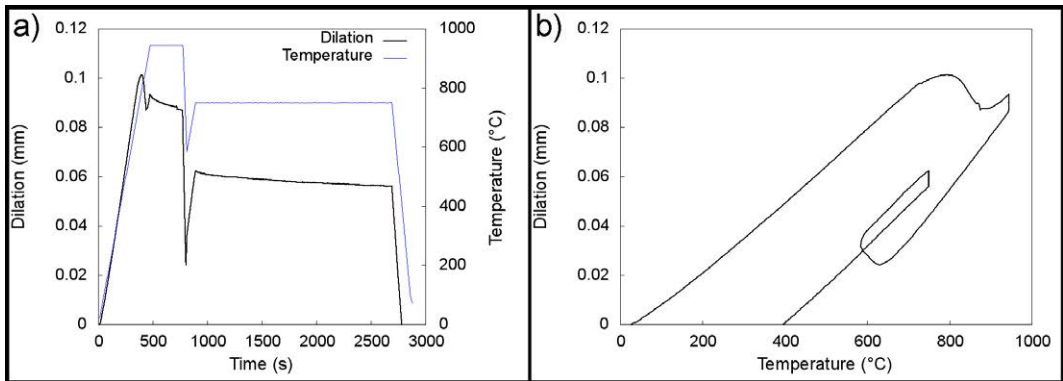 a)
Dilation
Temperature
0.12
0.1
0.08
0.06
0.04
0.02
0
Dilation (mm)
1000
800
600
400
200
0
Temperature (°C)
0 500 1000 1500 2000 2500 3000
Time (s)
b)
0.12
0.1
0.08
0.06
0.04
0.02
0
Dilation (mm)
0 200 400 600 800 1000
Temperature (°C)